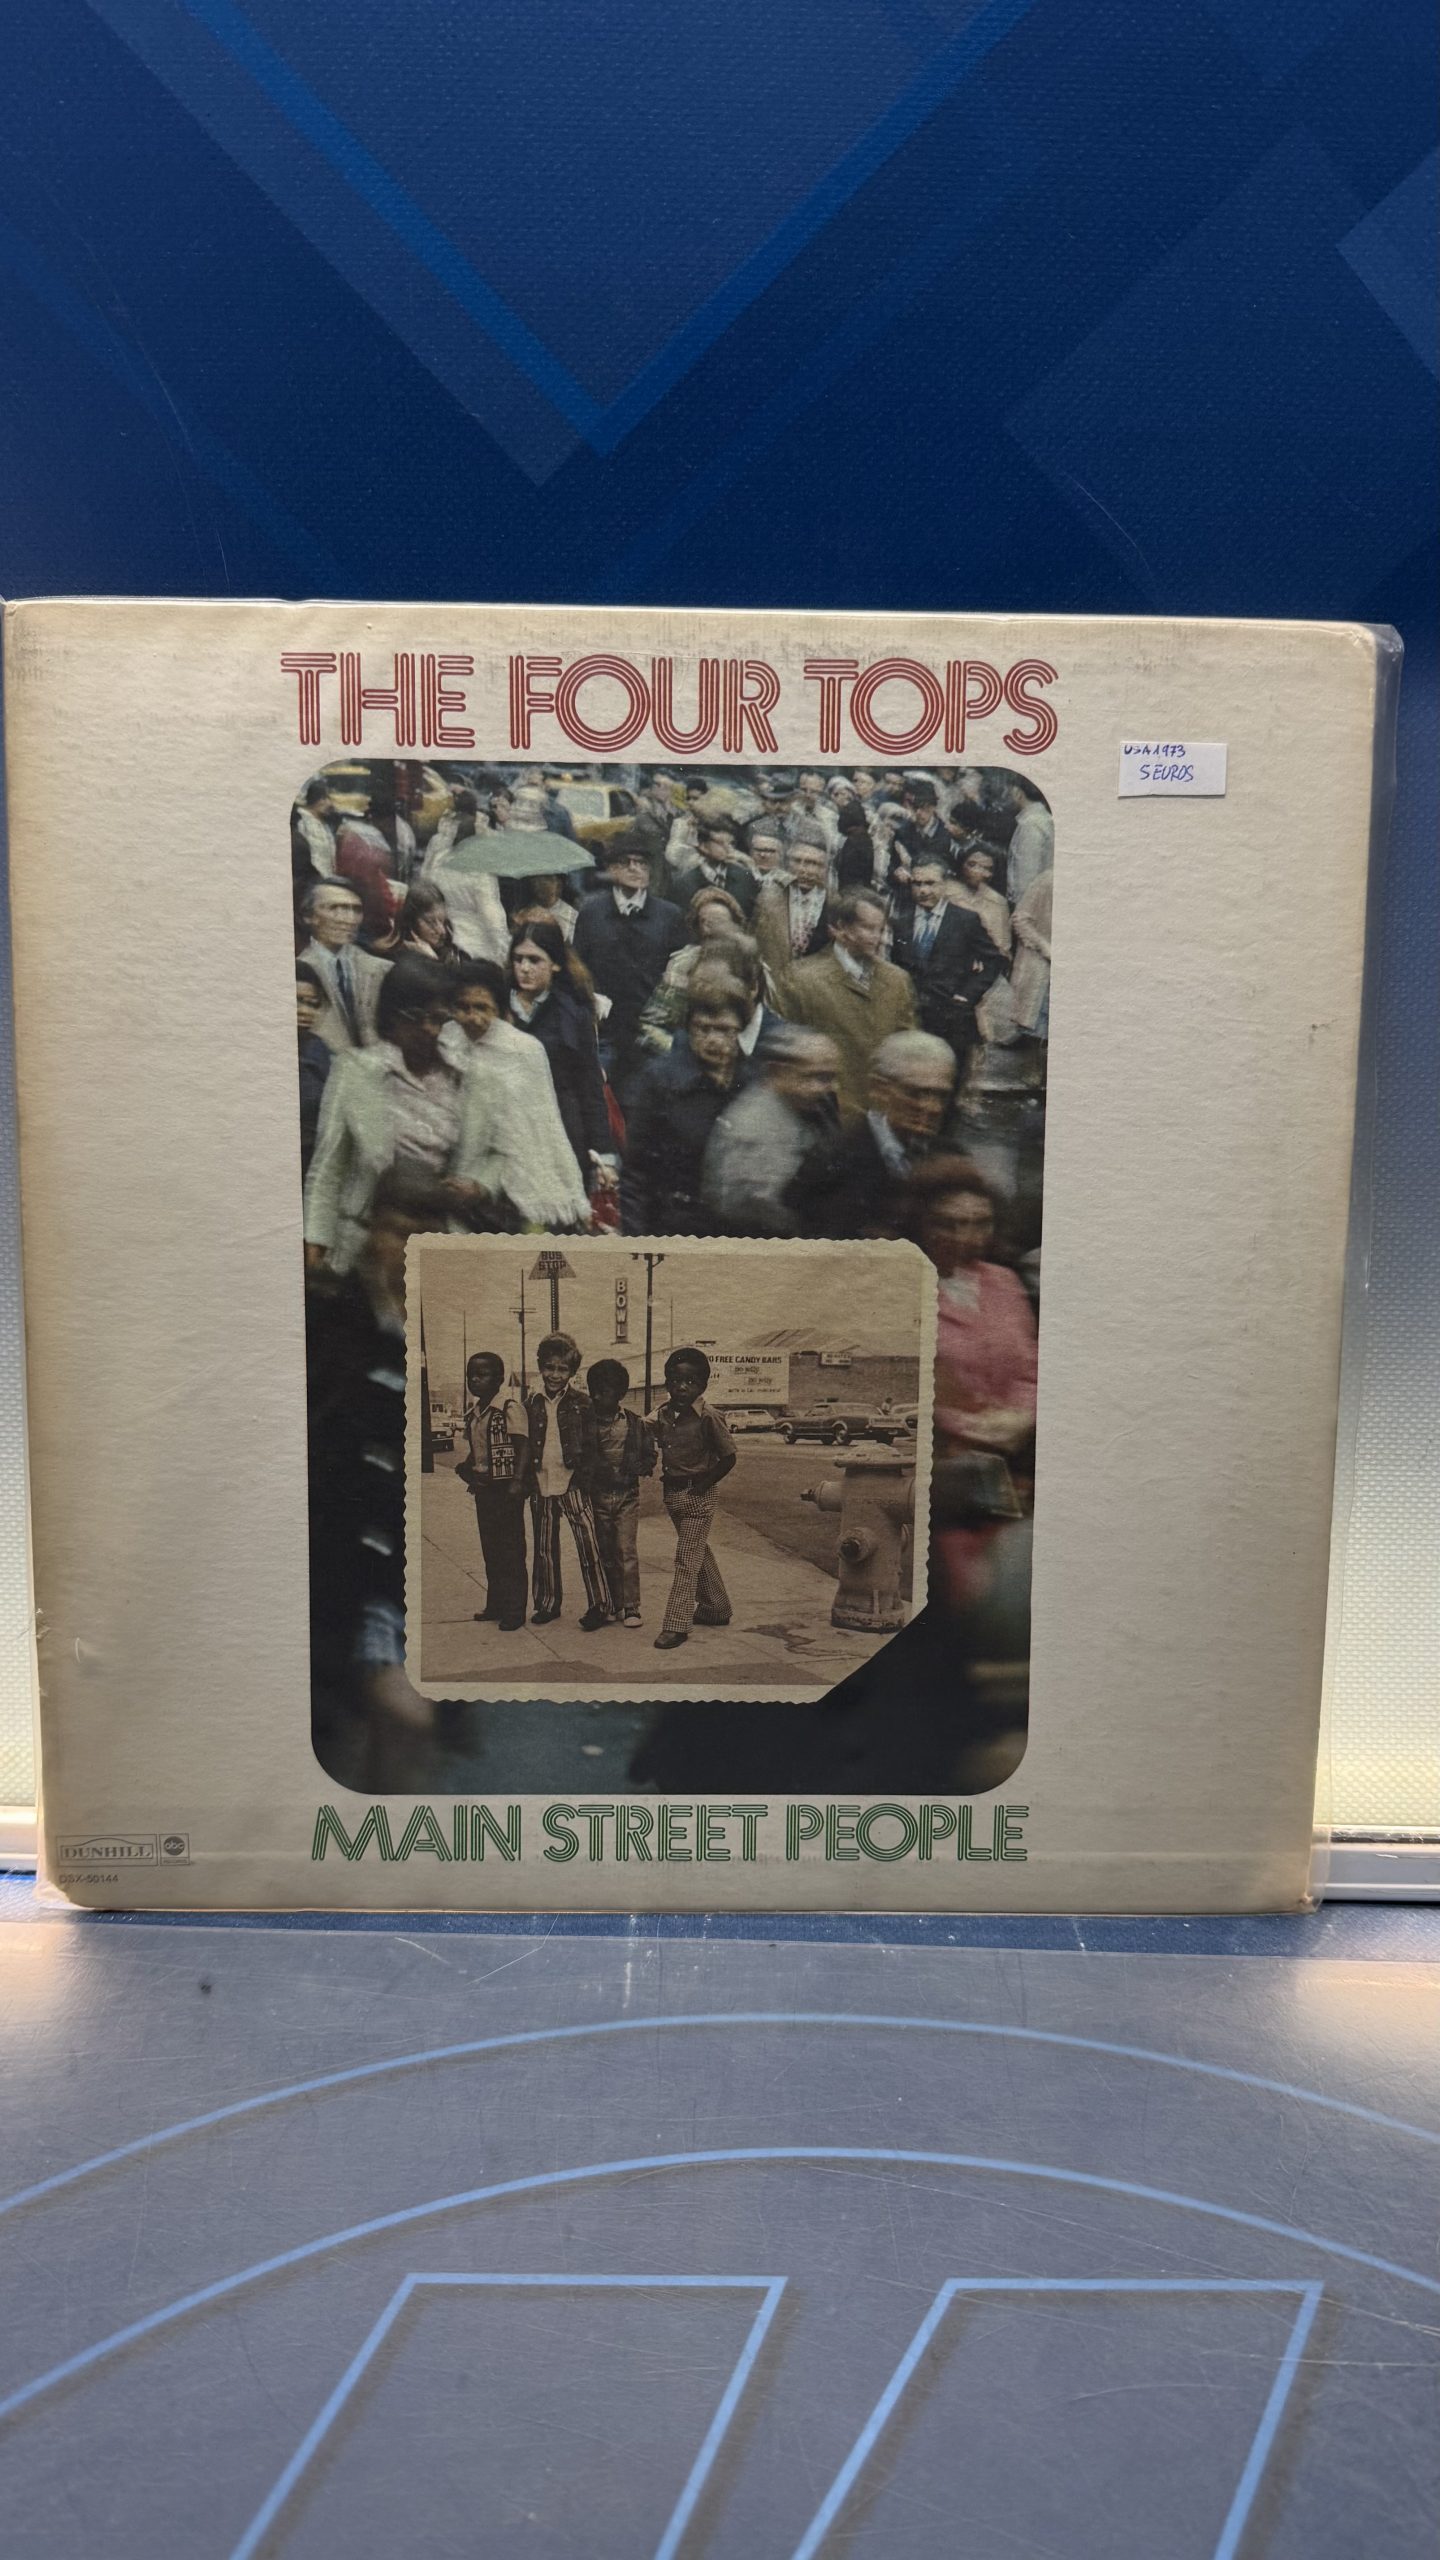 THE FOUR TOPS
USA 1973
5 EUROS
BUS
STOP
BOWL
FREE CANDY BARS
MAIN STREET PEOPLE
DUNHILL
abc
DSX-50144